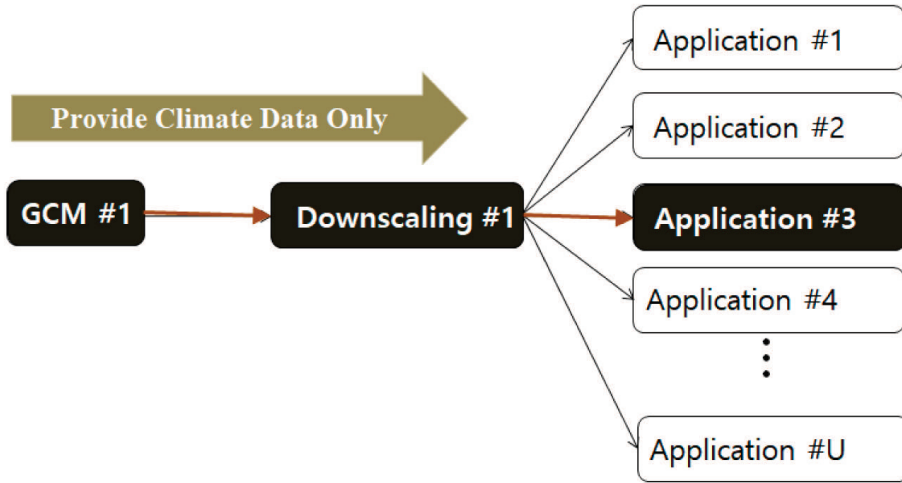 Provide Climate Data Only
GCM #1
Downscaling #1
Application #1
Application #2
Application #3
Application #4
Application #U